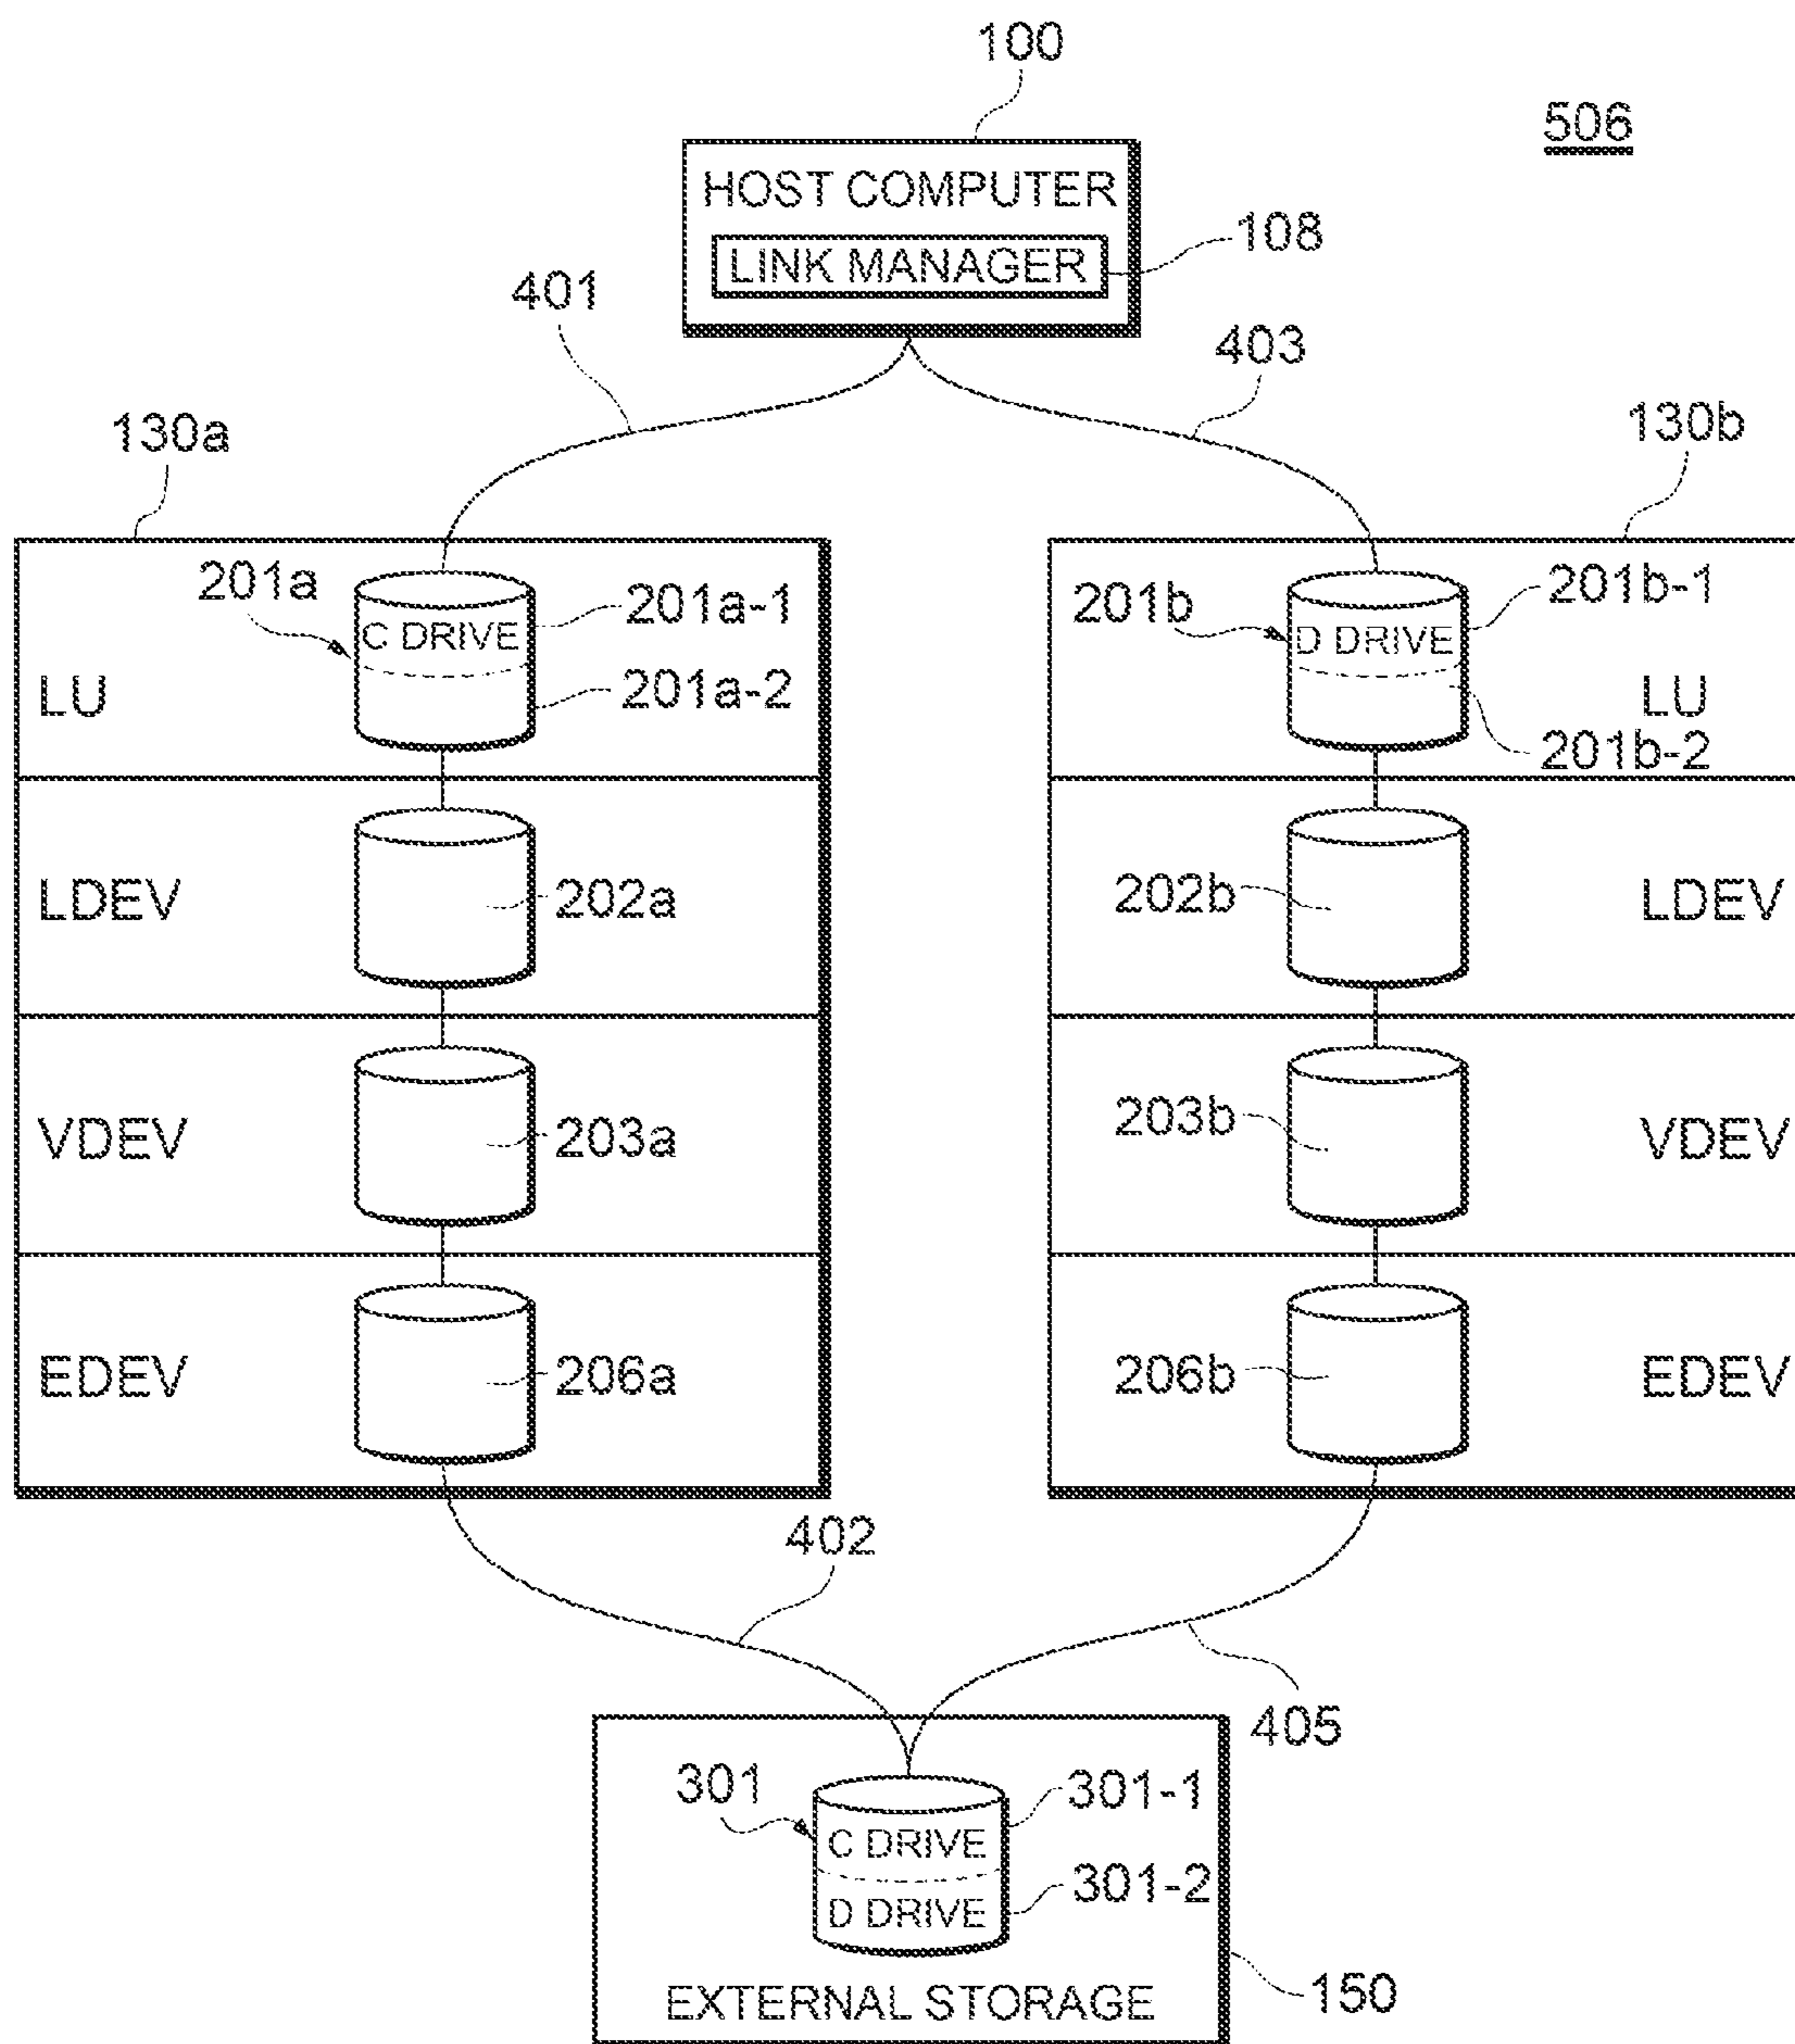 100
506
HOST COMPUTER
LINK MANAGER
108
401
403
130a
130b
201a
C DRIVE
201a-1
201a-2
LU
201b
D DRIVE
201b-1
LU
201b-2
LDEV
202a
202b
LDEV
VDEV
203a
203b
VDEV
EDEV
206a
206b
EDEV
402
405
301
C DRIVE
301-1
D DRIVE
301-2
EXTERNAL STORAGE
150